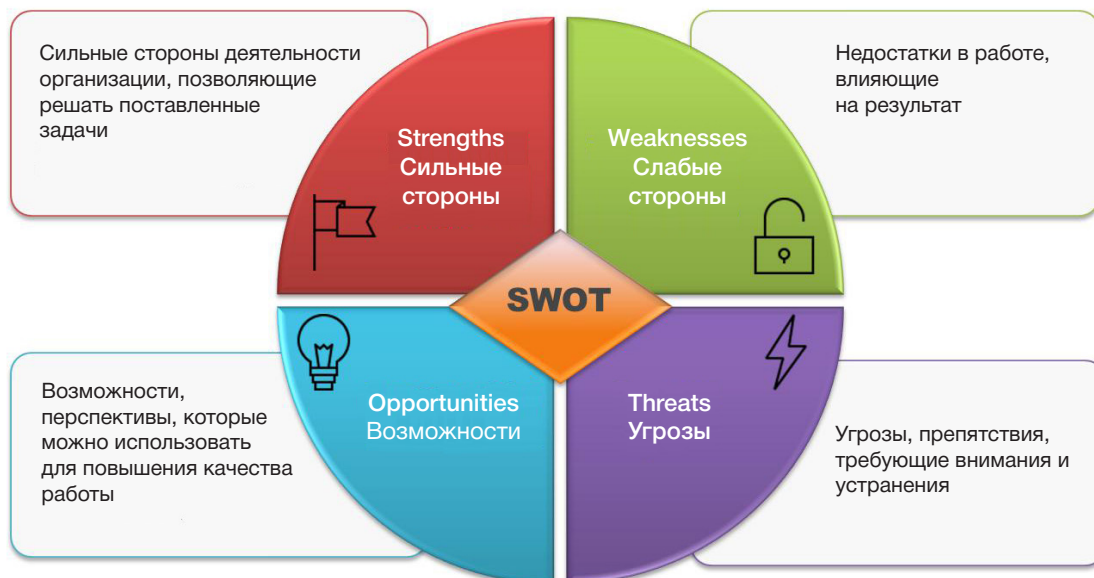 Сильные стороны деятельности
организации, позволяющие
решать поставленные
задачи
Strengths
Сильные
стороны
Weaknesses
Слабые
стороны
Недостатки в работе,
влияющие
на результат
SWOT
Возможности,
перспективы, которые
можно использовать
для повышения качества
работы
Opportunities
Возможности
Threats
Угрозы
Угрозы, препятствия,
требующие внимания и
устранения